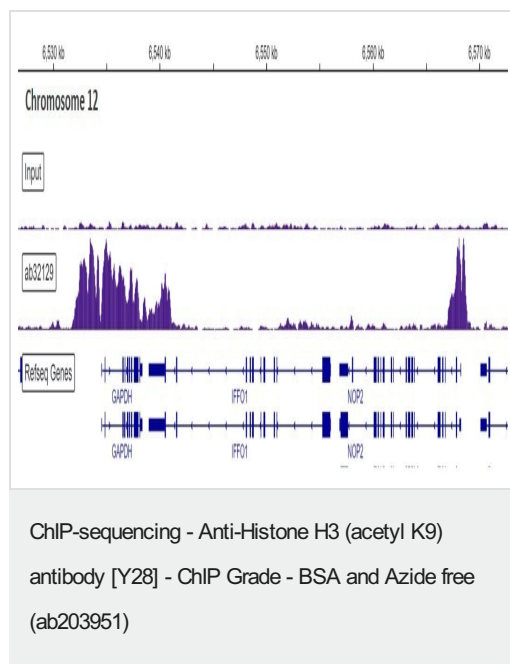 6,530 kb 6,540 kb 6,550 kb 6,560 kb 6,570 kb
Chromosome 12
Input
ab32129
Refseq Genes
GAPDH IFFO1 NOP2
GAPDH IFFO1 NOP2
ChIP-sequencing - Anti-Histone H3 (acetyl K9)
antibody [Y28] - ChIP Grade - BSA and Azide free
(ab203951)